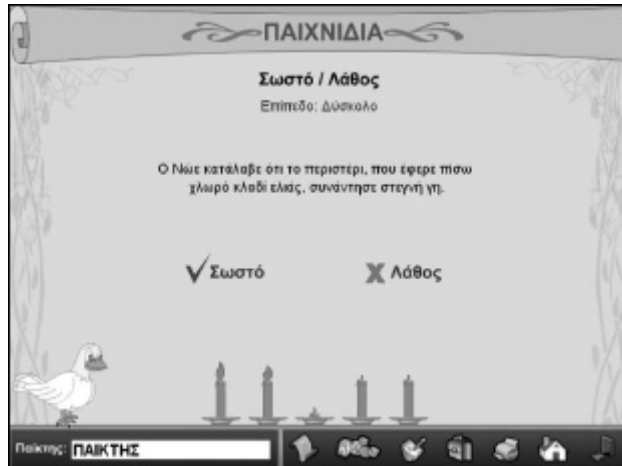 ΠΑΙΧΝΙΔΙΑ
Σωστό / Λάθος
Επίπεδο: Δύσκολο
Ο Νώε κατάλαβε ότι το περιστέρι, που έφερε πίσω
χλωρό κλαδί ελιάς, συνάντησε στεγνή γη.
Σωστό
Λάθος
Παίκτης: ΠΑΙΚΤΗΣ